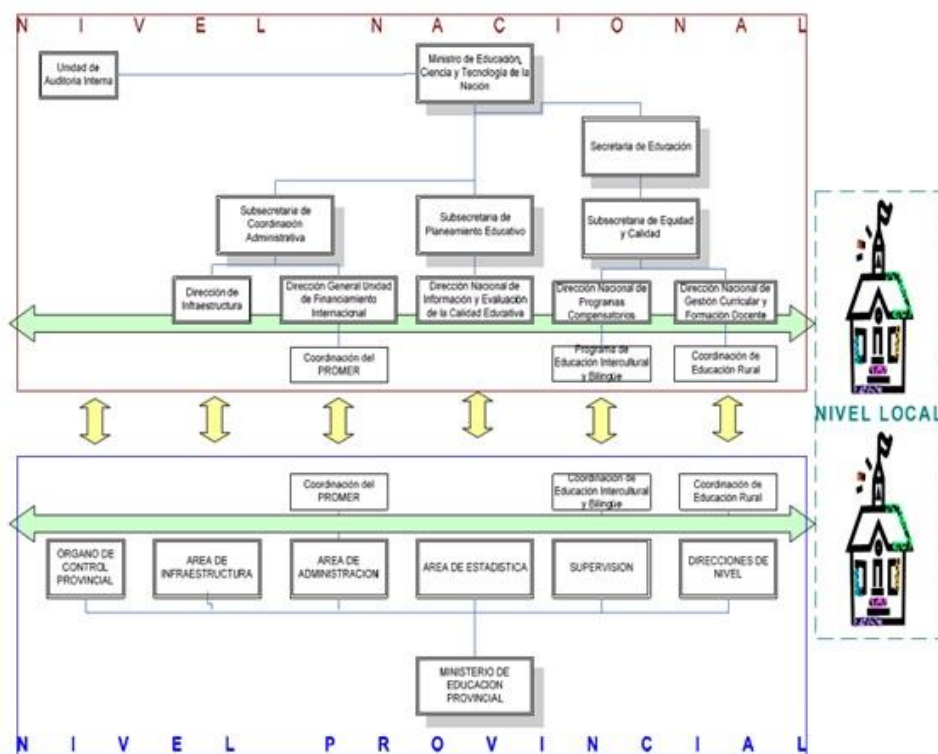 NIVEL NACIONAL
Unidad de
Auditoria Interna
Ministro de Educación,
Ciencia y Tecnología de la
Nación
Secretaria de Educación
Subsecretaria de
Coordinación
Administrativa
Subsecretaria de
Planeamiento Educativo
Subsecretaria de Equidad
y Calidad
Dirección de
Infraestructura
Dirección General Unidad
de Financiamiento
Internacional
Dirección Nacional de
Información y Evaluación
de la Calidad Educativa
Dirección Nacional de
Programas
Compensatorios
Dirección Nacional de
Gestión Curricular y
Formación Docente
Coordinación del
PROMER
Programa de
Educación Intercultural
y Bilingüe
Coordinación de
Educación Rural
NIVEL LOCAL
Coordinación del
PROMER
Coordinación de
Educación Intercultural
y Bilingüe
Coordinación de
Educación Rural
ÓRGANO DE
CONTROL
PROVINCIAL
AREA DE
INFRAESTRUCTURA
AREA DE
ADMINISTRACION
AREA DE ESTADISTICA
SUPERVISION
DIRECCIONES DE
NIVEL
MINISTERIO DE
EDUCACION
PROVINCIAL
NIVEL PROVINCIAL